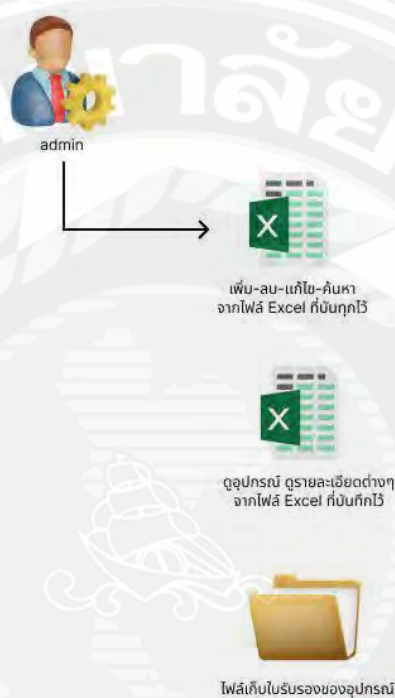 admin
เพิ่ม-ลบ-แก้ไข-ค้นหา
จากไฟล์ Excel ที่บันทุกไว้
ดูอุปกรณ์ ดูรายละเอียดต่างๆ
จากไฟล์ Excel ที่บันทึกไว้
ไฟล์เก็บใบรับรองของอุปกรณ์